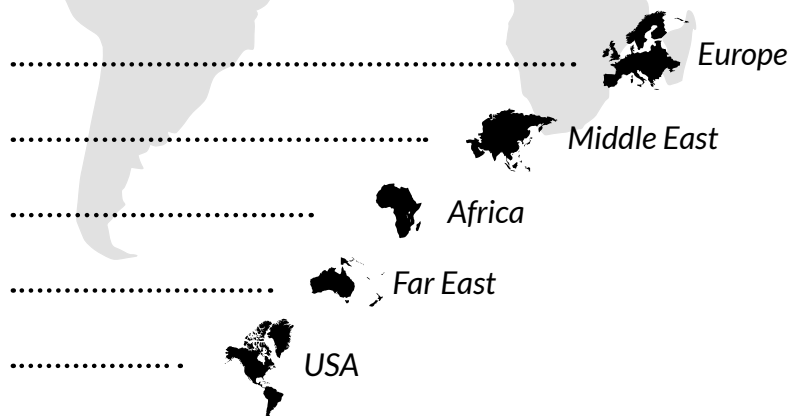 Europe
Middle East
Africa
Far East
USA